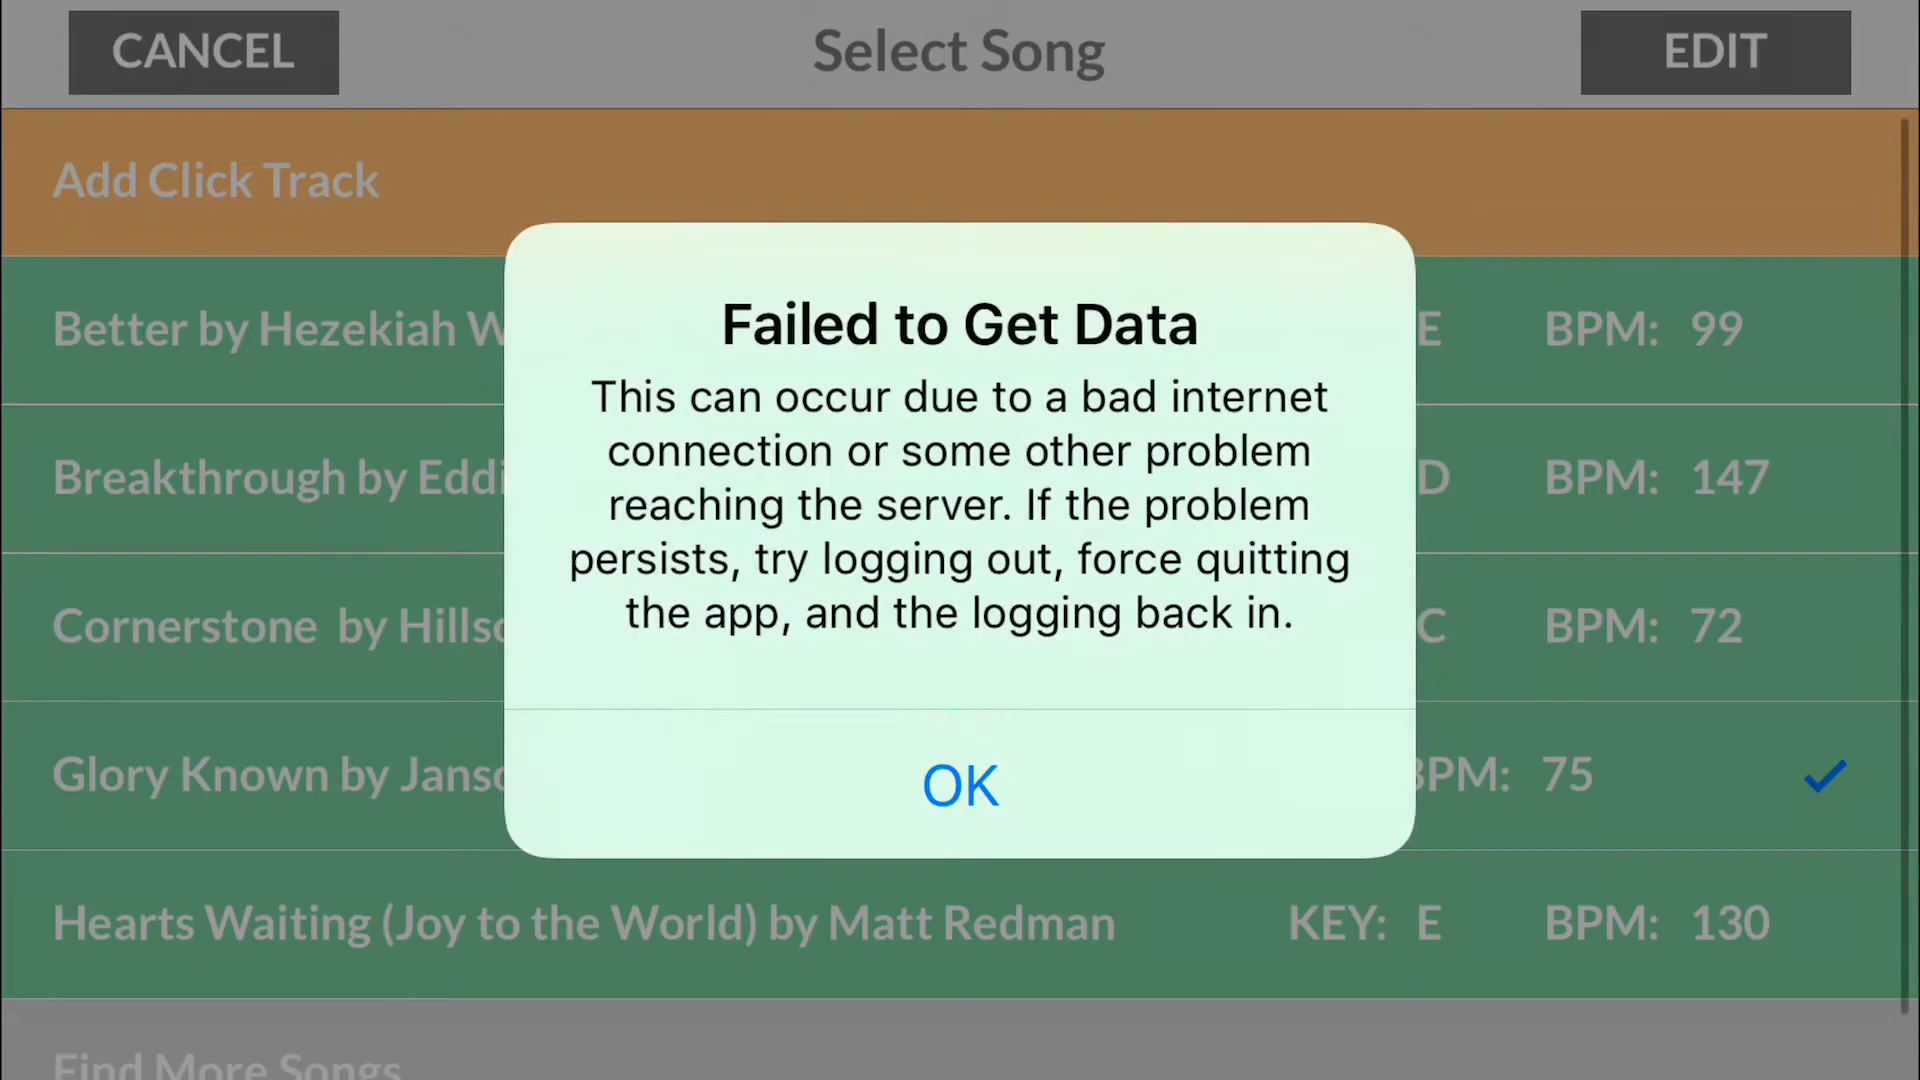 CANCEL Select Song EDIT
Add Click Track
Better by Hezekiah E BPM: 99
Breakthrough by D BPM: 147
Cornerstone by C BPM: 72
Glory Known by BPM: 75
Hearts Waiting (Joy to the World) by Matt Redman KEY: E BPM: 130
Find More Songs
Failed to Get Data
This can occur due to a bad internet
connection or some other problem
reaching the server. If the problem
persists, try logging out, force quitting
the app, and the logging back in.
OK